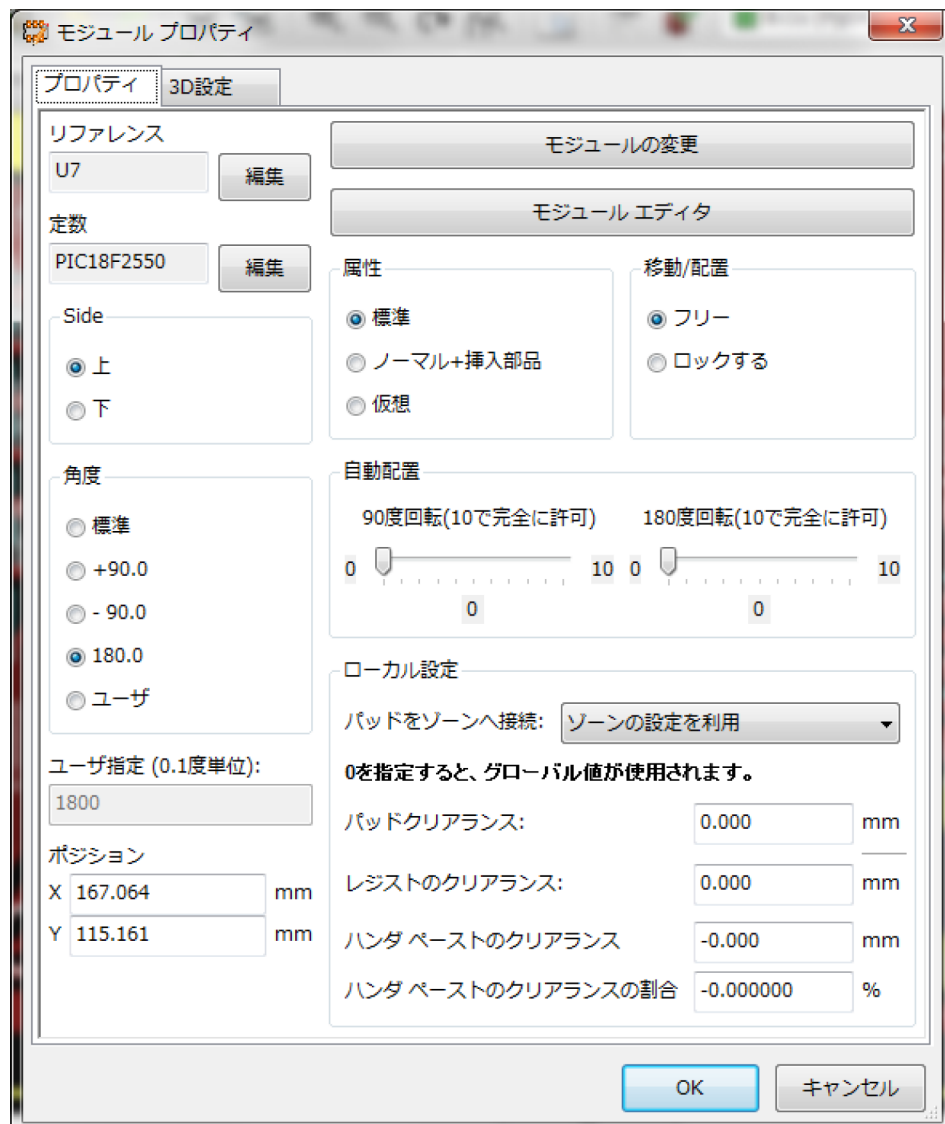 モジュール プロパティ
プロパティ
3D設定
リファレンス
U7
編集
定数
PIC18F2550
編集
Side
上
下
角度
標準
+90.0
- 90.0
180.0
ユーザ
ユーザ指定 (0.1度単位):
1800
ポジション
X 167.064 mm
Y 115.161 mm
モジュールの変更
モジュール エディタ
属性
標準
ノーマル+挿入部品
仮想
移動/配置
フリー
ロックする
自動配置
90度回転(10で完全に許可)
0 10
0
180度回転(10で完全に許可)
0 10
0
ローカル設定
パッドをゾーンへ接続: ゾーンの設定を利用
0を指定すると、グローバル値が使用されます。
パッドクリアランス: 0.000 mm
レジストのクリアランス: 0.000 mm
ハンダ ペーストのクリアランス -0.000 mm
ハンダ ペーストのクリアランスの割合 -0.000000 %
OK
キャンセル